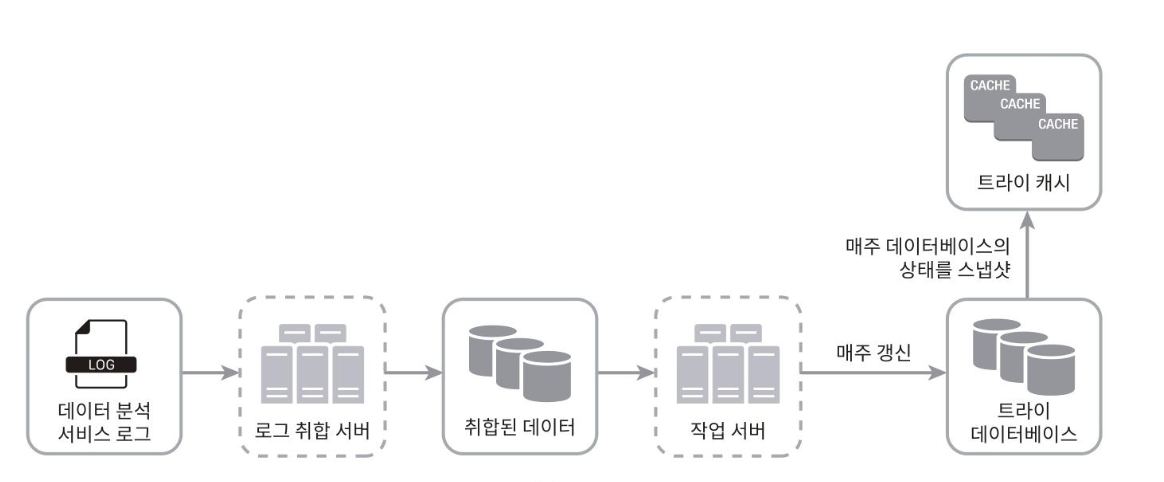 CACHE
CACHE
CACHE
트라이 캐시
매주 데이터베이스의
상태를 스냅샷
LOG
데이터 분석
서비스 로그
로그 취합 서버
취합된 데이터
작업 서버
매주 갱신
트라이
데이터베이스